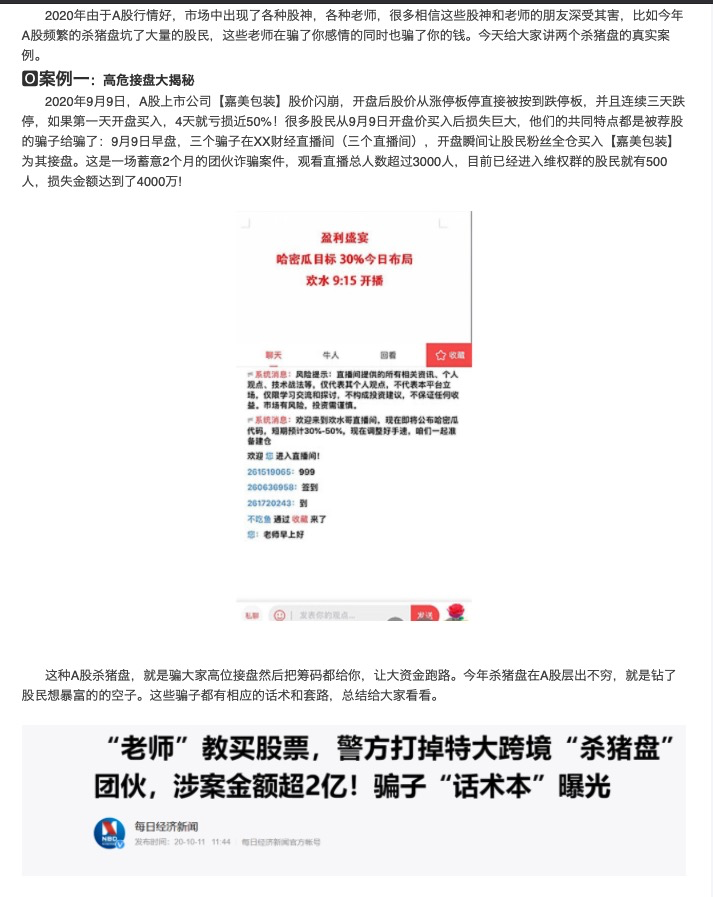 2020年由于A股行情好，市场中出现了各种股神，各种老师，很多相信这些股神和老师的朋友深受其害，比如今年
A股频繁的杀猪盘坑了大量的股民，这些老师在骗了你感情的同时也骗了你的钱。今天给大家讲两个杀猪盘的真实案
例。
O案例一：高危接盘大揭秘
2020年9月9日，A股上市公司【嘉美包装】股价闪崩，开盘后股价从涨停板停直接被按到跌停板，并且连续三天跌
停，如果第一天开盘买入，4天就亏损近50%！很多股民从9月9日开盘价买入后损失巨大，他们的共同特点都是被荐股
的骗子给骗了：9月9日早盘，三个骗子在XX财经直播间（三个直播间），开盘瞬间让股民粉丝全仓买入【嘉美包装】
为其接盘。这是一场蓄意2个月的团伙诈骗案件，观看直播总人数超过3000人，目前已经进入维权群的股民就有500
人，损失金额达到了4000万!
盈利盛宴
哈密瓜目标 30%今日布局
欢水 9:15 开播
聊天 牛人 回看 收藏
系统消息：风险提示：直播间提供的所有相关资讯、个人
观点、技术战法等，仅代表其个人观点，不代表本平台立
场，仅限学习交流和探讨，不构成投资建议，不保证任何收
益。市场有风险，投资需谨慎。
系统消息：欢迎来到欢水哥直播间，现在即将公布哈密瓜
代码，短期预计30%-50%，现在调整好手速，咱们一起准
备建仓
欢迎 您 进入直播间！
261519065：999
260636958：签到
261720243：到
不吃鱼 通过 收藏 来了
您：老师早上好
私聊 发表你的观点... 发送
这种A股杀猪盘，就是骗大家高位接盘然后把筹码都给你，让大资金跑路。今年杀猪盘在A股层出不穷，就是钻了
股民想暴富的的空子。这些骗子都有相应的话术和套路，总结给大家看看。
“老师”教买股票，警方打掉特大跨境“杀猪盘”
团伙，涉案金额超2亿！骗子“话术本”曝光
NBD
每日经济新闻
发布时间：20-10-11 11:44 每日经济新闻官方帐号